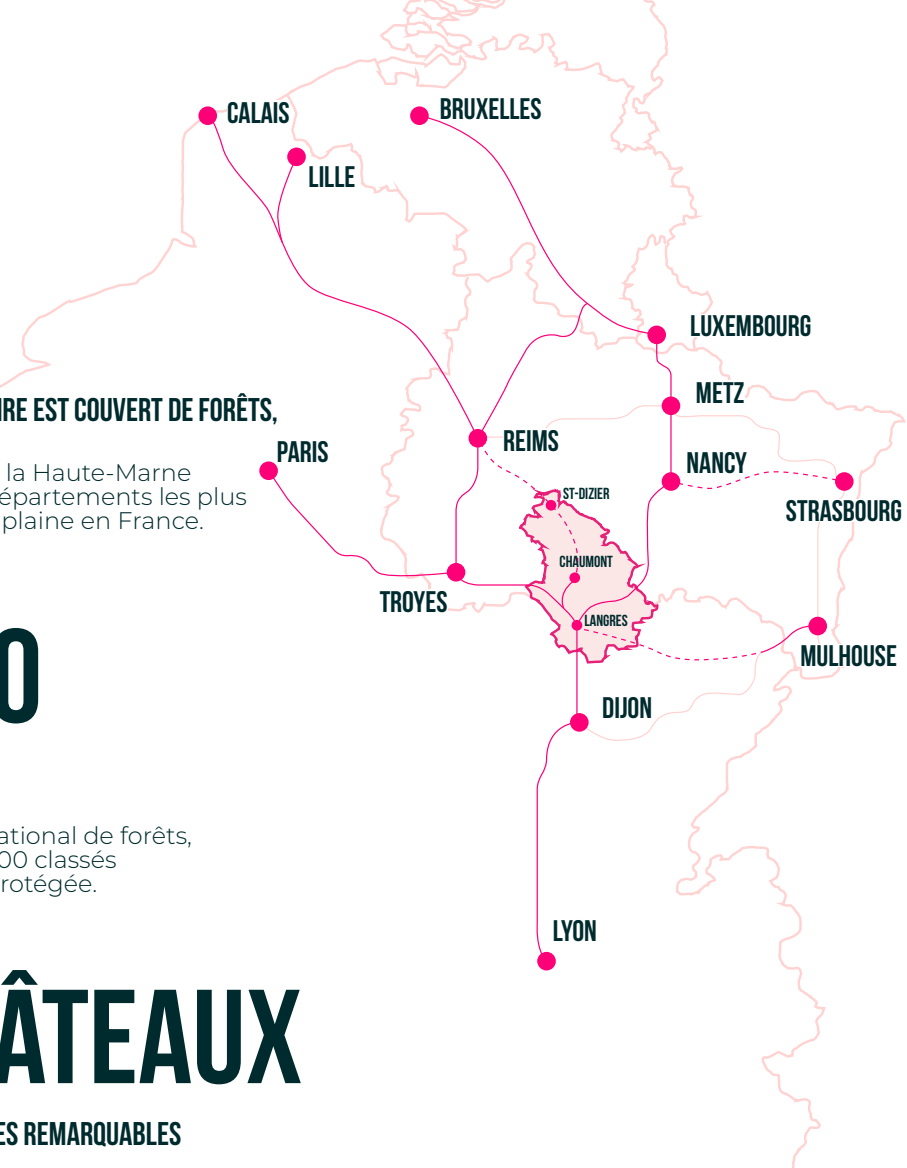 CALAIS
BRUXELLES
LILLE
LUXEMBOURG
METZ
IRE EST COUVERT DE FORÊTS,
PARIS
REIMS
la Haute-Marne
épartements les plus
plaine en France.
NANCY
ST-DIZIER
STRASBOURG
CHAUMONT
TROYES
LANGRES
MULHOUSE
0
DIJON
ational de forêts,
00 classés
rotégée.
LYON
ÂTEAUX
ES REMARQUABLES